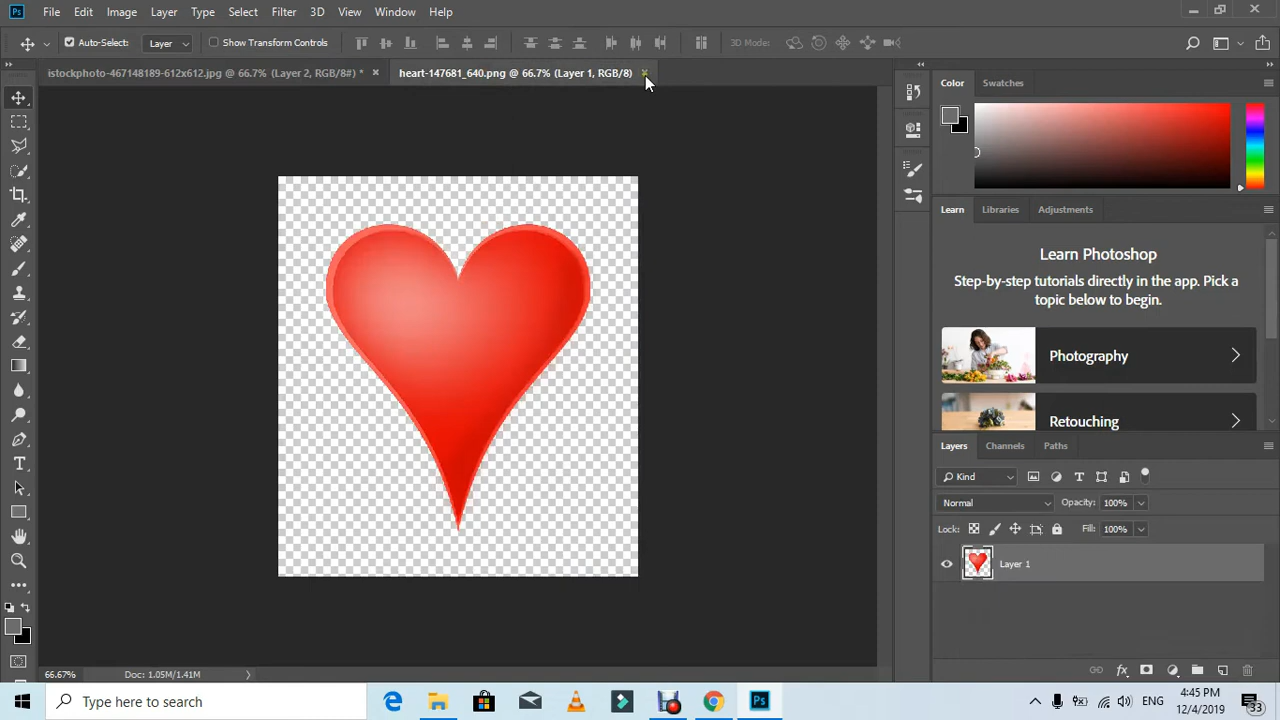 Ps File Edit Image Layer Type Select Filter 3D View Window Help
Auto-Select: Layer Show Transform Controls 3D Mode:
istockphoto-467148189-612x612.jpg @ 66.7% (Layer 2, RGB/8#) * × heart-147681_640.png @ 66.7% (Layer 1, RGB/8) ×
Color Swatches
Learn Libraries Adjustments
Learn Photoshop
Step-by-step tutorials directly in the app. Pick a
topic below to begin.
Photography
Retouching
Layers Channels Paths
Kind
Normal Opacity: 100%
Lock: Fill: 100%
Layer 1
66.67% Doc: 1.05M/1.41M
Type here to search
Ps
ENG
4:45 PM
12/4/2019
33